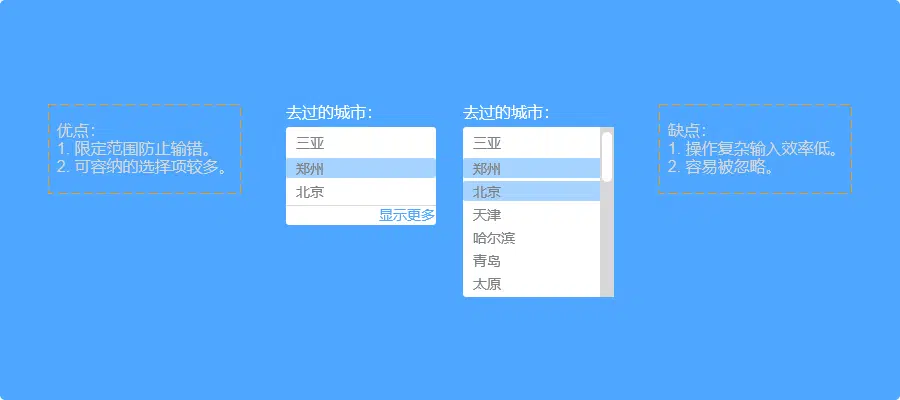 优点：
1. 限定范围防止输错。
2. 可容纳的选择项较多。
去过的城市：
三亚
郑州
北京
显示更多
去过的城市：
三亚
郑州
北京
天津
哈尔滨
青岛
太原
缺点：
1. 操作复杂输入效率低。
2. 容易被忽略。